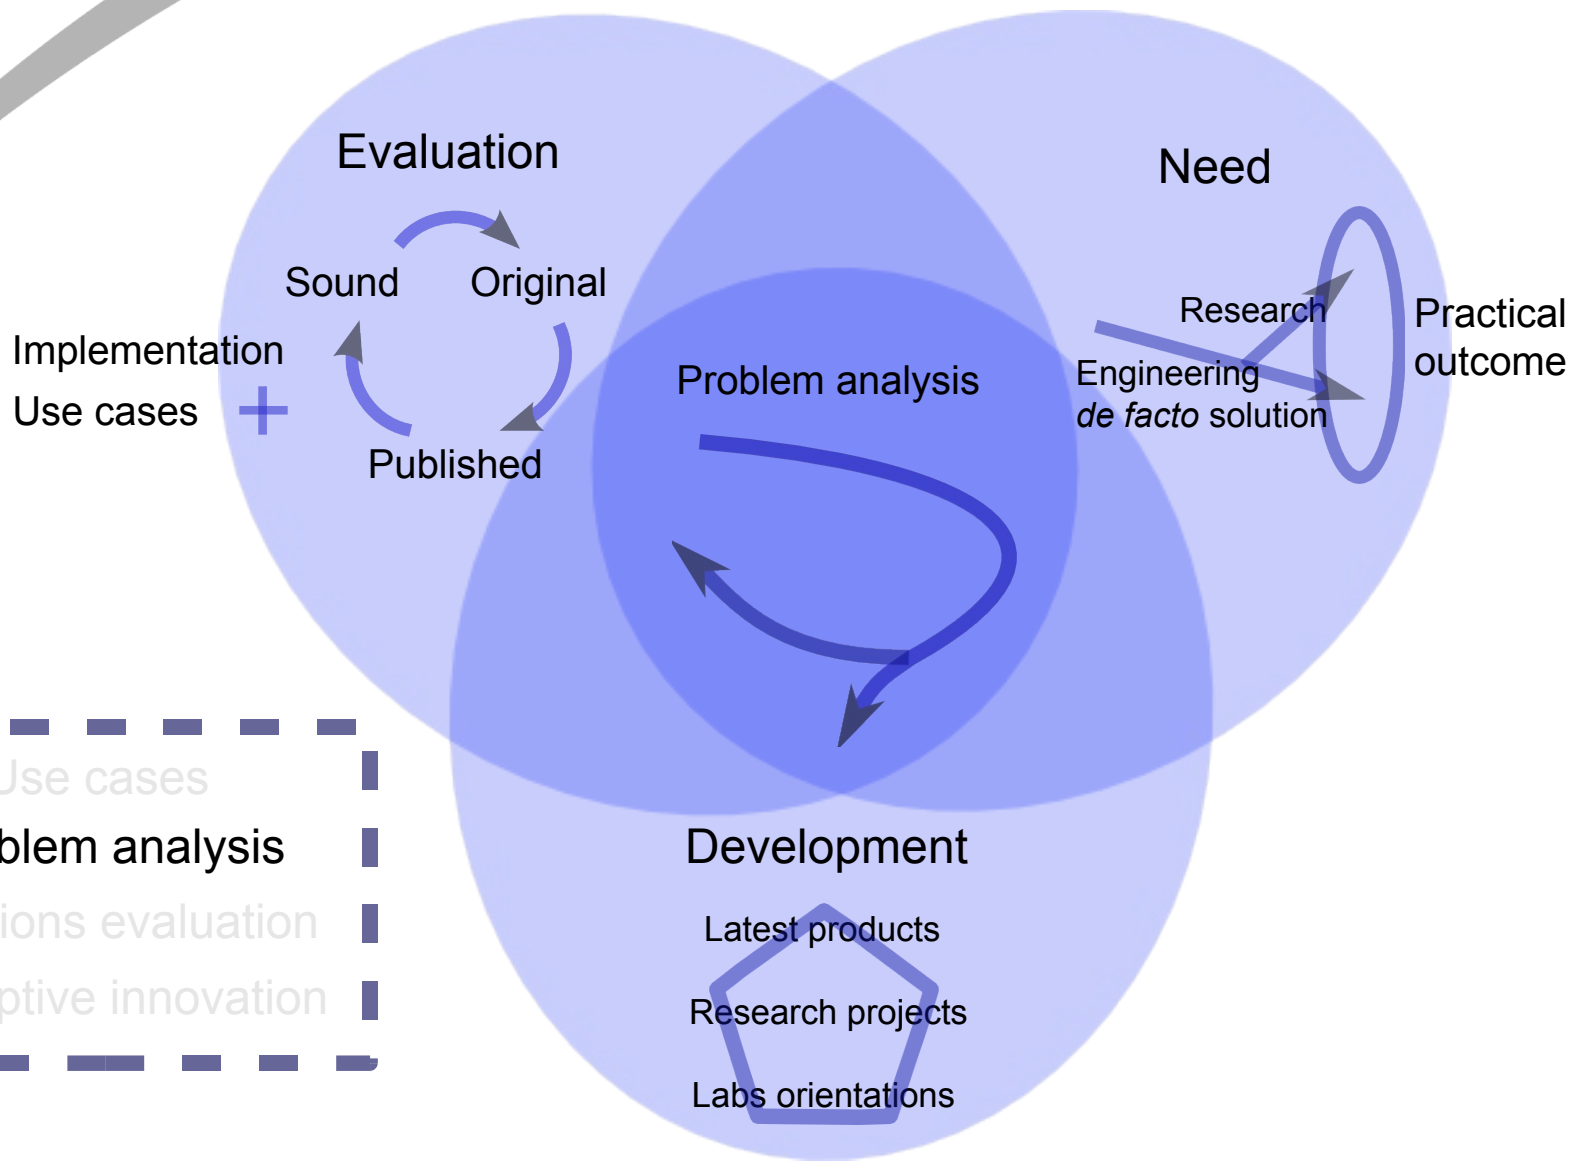 Evaluation
Need
Sound
Original
Published
Implementation
Use cases
+
Problem analysis
Research
Engineering
de facto solution
Practical
outcome
Use cases
blem analysis
ions evaluation
ptive innovation
Development
Latest products
Research projects
Labs orientations